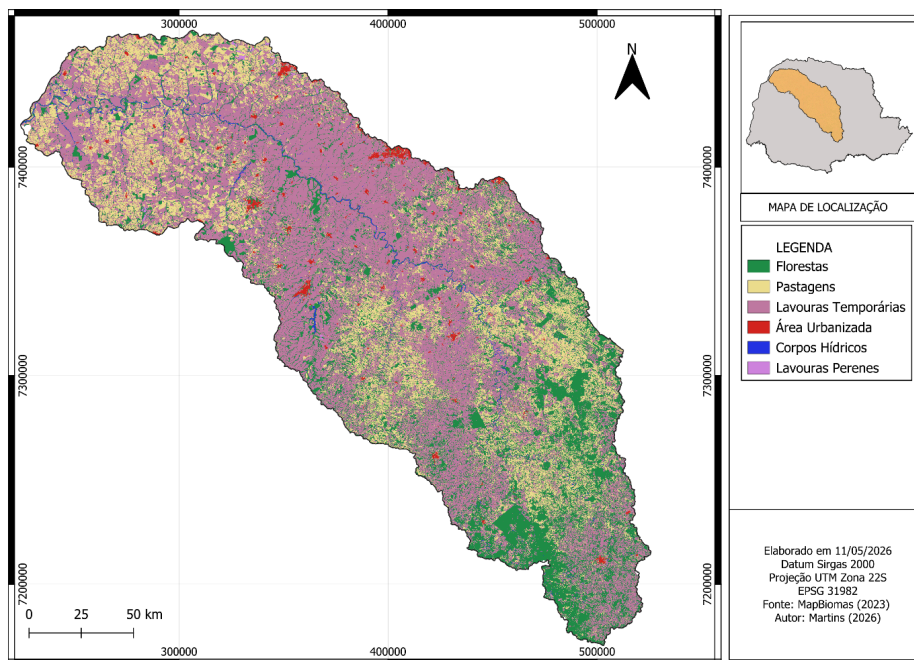 300000
400000
500000
N
7400000
7400000
7300000
7300000
7200000
7200000
0
25
50 km
300000
400000
500000
MAPA DE LOCALIZAÇÃO
LEGENDA
Florestas
Pastagens
Lavouras Temporárias
Área Urbanizada
Corpos Hídricos
Lavouras Perenes
Elaborado em 11/05/2026
Datum Sirgas 2000
Projeção UTM Zona 22S
EPSG 31982
Fonte: MapBiomas (2023)
Autor: Martins (2026)